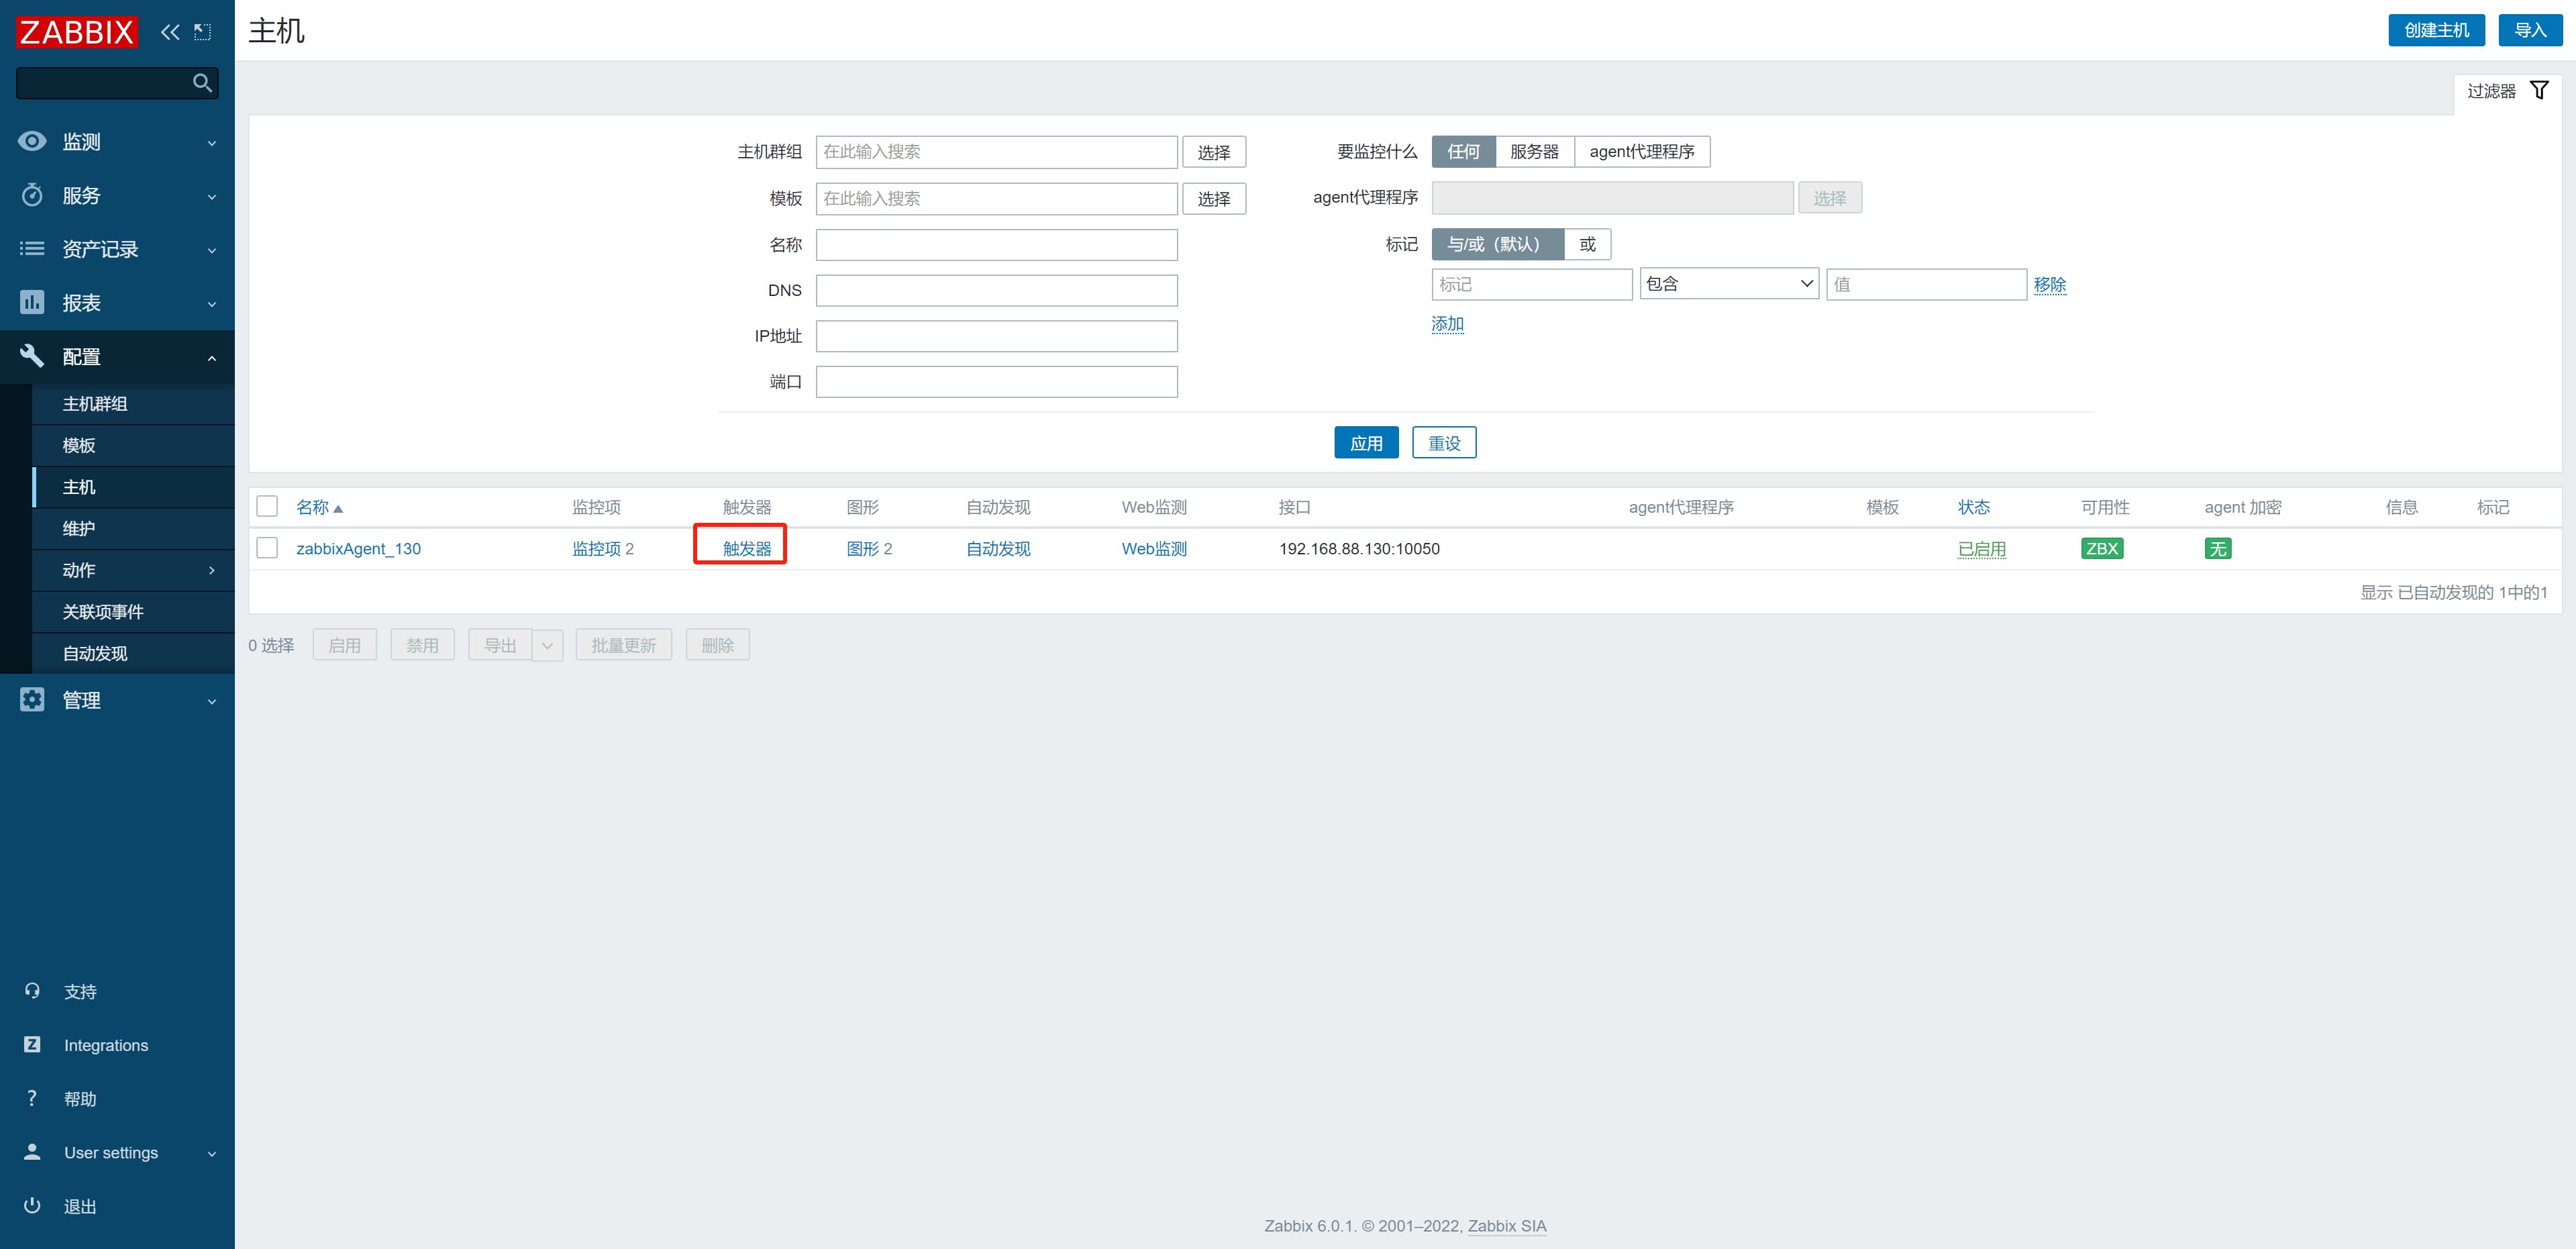 ZABBIX
主机
创建主机 导入
过滤器
监测
服务
资产记录
报表
配置
主机群组
模板
主机
维护
动作
关联项事件
自动发现
管理
支持
Integrations
帮助
User settings
退出
主机群组 在此输入搜索 选择
模板 在此输入搜索 选择
名称
DNS
IP地址
端口
要监控什么 任何 服务器 agent代理程序
agent代理程序 选择
标记 与/或（默认） 或
标记 包含 值 移除
添加
应用 重设
名称 监控项 触发器 图形 自动发现 Web监测 接口 agent代理程序 模板 状态 可用性 agent 加密 信息 标记
zabbixAgent_130 监控项 2 触发器 图形 2 自动发现 Web监测 192.168.88.130:10050 已启用 ZBX 无
显示 已自动发现的 1中的1
0 选择 启用 禁用 导出 批量更新 删除
Zabbix 6.0.1. © 2001–2022, Zabbix SIA